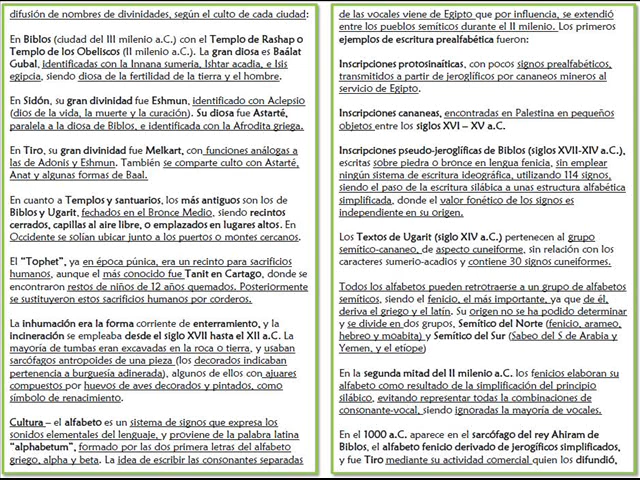 difusión de nombres de divinidades, según el culto de cada ciudad:
En Biblos (ciudad del III milenio a.C.) con el Templo de Rashap o
Templo de los Obeliscos (II milenio a.C.). La gran diosa es Baálat
Gubal, identificadas con la Innana sumeria, Ishtar acadia, e Isis
egipcia, siendo diosa de la fertilidad de la tierra y el hombre.
En Sidón, su gran divinidad fue Eshmun, identificado con Aclepsio
(dios de la vida, la muerte y la curación). Su diosa fue Astarté,
paralela a la diosa de Biblos, e identificada con la Afrodita griega.
En Tiro, su gran divinidad fue Melkart, con funciones análogas a
las de Adonis y Eshmun. También se comparte culto con Astarté,
Anat y algunas formas de Baal.
En cuanto a Templos y santuarios, los más antiguos son los de
Biblos y Ugarit, fechados en el Bronce Medio, siendo recintos
cerrados, capillas al aire libre, o emplazados en lugares altos. En
Occidente se solían ubicar junto a los puertos o montes cercanos.
El "Tophet", ya en época púnica, era un recinto para sacrificios
humanos, aunque el más conocido fue Tanit en Cartago, donde se
encontraron restos de niños de 12 años quemados. Posteriormente
se sustituyeron estos sacrificios humanos por corderos.
La inhumación era la forma corriente de enterramiento, y la
incineración se empleaba desde el siglo XVII hasta el XII a.C. La
mayoría de tumbas eran excavadas en la roca o tierra, y usaban
sarcófagos antropoides de una pieza (los decorados indicaban
pertenencia a burguesía adinerada), algunos de ellos con ajuares
compuestos por huevos de aves decorados y pintados, como
símbolo de renacimiento.
Cultura – el alfabeto es un sistema de signos que expresa los
sonidos elementales del lenguaje, y proviene de la palabra latina
"alphabetum", formado por las dos primera letras del alfabeto
griego, alpha y beta. La idea de escribir las consonantes separadas
de las vocales viene de Egipto que por influencia, se extendió
entre los pueblos semíticos durante el II milenio. Los primeros
ejemplos de escritura prealfabética fueron:
Inscripciones protosinaíticas, con pocos signos prealfabéticos,
transmitidos a partir de jeroglíficos por cananeos mineros al
servicio de Egipto.
Inscripciones cananeas, encontradas en Palestina en pequeños
objetos entre los siglos XVI – XV a.C.
Inscripciones pseudo-jeroglíficas de Biblos (siglos XVII-XIV a.C.),
escritas sobre piedra o bronce en lengua fenicia, sin emplear
ningún sistema de escritura ideográfica, utilizando 114 signos,
siendo el paso de la escritura silábica a una estructura alfabética
simplificada, donde el valor fonético de los signos es
independiente en su origen.
Los Textos de Ugarit (siglo XIV a.C.) pertenecen al grupo
semítico-cananeo, de aspecto cuneiforme, sin relación con los
caracteres sumerio-acadios y contiene 30 signos cuneiformes.
Todos los alfabetos pueden retrotraerse a un grupo de alfabetos
semíticos, siendo el fenicio, el más importante, ya que de él,
deriva el griego y el latín. Su origen no se ha podido determinar
y se divide en dos grupos, Semítico del Norte (fenicio, arameo,
hebreo y moabita) y Semítico del Sur (Sabeo del S de Arabia y
Yemen, y el etíope)
En la segunda mitad del II milenio a.C. los fenicios elaboran su
alfabeto como resultado de la simplificación del principio
silábico, evitando representar todas la combinaciones de
consonante-vocal, siendo ignoradas la mayoría de vocales.
En el 1000 a.C. aparece en el sarcófago del rey Ahiram de
Biblos, el alfabeto fenicio derivado de jerogíficos simplificados,
y fue Tiro mediante su actividad comercial quien los difundió,